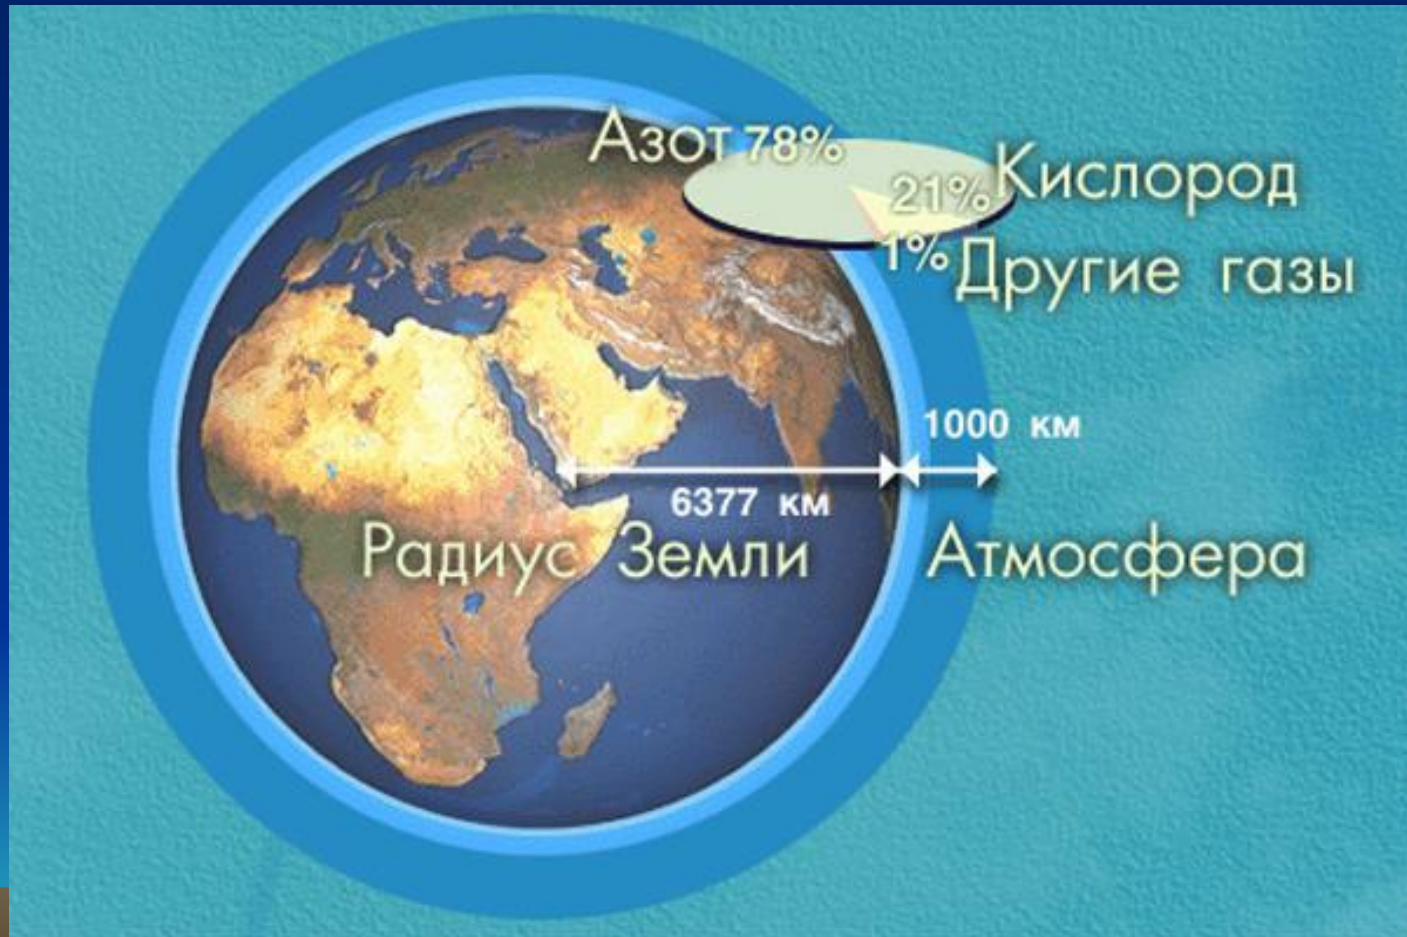 Азот 78%
21% Кислород
1% Другие газы
1000 км
6377 км
Радиус Земли
Атмосфера